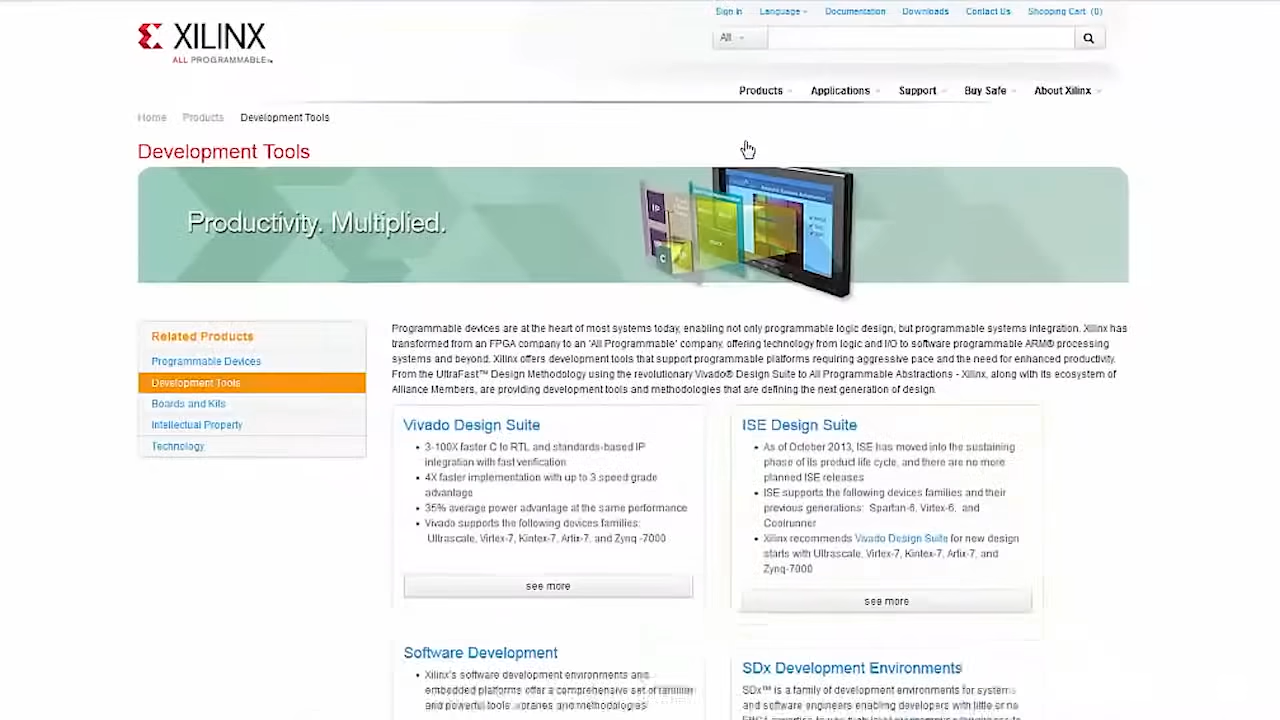 Sign in Language Documentation Downloads Contact Us Shopping Cart (0)
XILINX
ALL PROGRAMMABLE™
All
Products Applications Support Buy Safe About Xilinx
Home Products Development Tools
Development Tools
Productivity. Multiplied.
IP
C
Related Products
Programmable Devices
Development Tools
Boards and Kits
Intellectual Property
Technology
Programmable devices are at the heart of most systems today, enabling not only programmable logic design, but programmable systems integration. Xilinx has
transformed from an FPGA company to an 'All Programmable' company, offering technology from logic and I/O to software programmable ARM® processing
systems and beyond. Xilinx offers development tools that support programmable platforms requiring aggressive pace and the need for enhanced productivity.
From the UltraFast™ Design Methodology using the revolutionary Vivado® Design Suite to All Programmable Abstractions - Xilinx, along with its ecosystem of
Alliance Members, are providing development tools and methodologies that are defining the next generation of design.
Vivado Design Suite
• 3-100X faster C to RTL and standards-based IP
integration with fast verification
• 4X faster implementation with up to 3 speed grade
advantage
• 35% average power advantage at the same performance
• Vivado supports the following devices families:
Ultrascale, Virtex-7, Kintex-7, Artix-7, and Zynq -7000
see more
ISE Design Suite
• As of October 2013, ISE has moved into the sustaining
phase of its product life cycle, and there are no more
planned ISE releases
• ISE supports the following devices families and their
previous generations: Spartan-6, Virtex-6, and
Coolrunner
• Xilinx recommends Vivado Design Suite for new design
starts with Ultrascale, Virtex-7, Kintex-7, Artix-7, and
Zynq-7000
see more
Software Development
• Xilinx's software development environments and
embedded platforms offer a comprehensive set of familiar
and powerful tools, libraries and methodologies
SDx Development Environments
SDx™ is a family of development environments for systems
and software engineers enabling developers with little or no